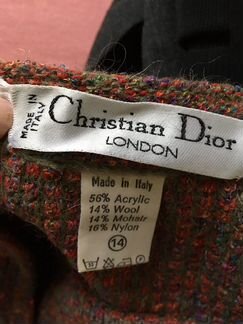 MADE IN
ITALY
Christian Dior
LONDON
Made in Italy
56% Acrylic
14% Wool
14% Mohair
16% Nylon
14